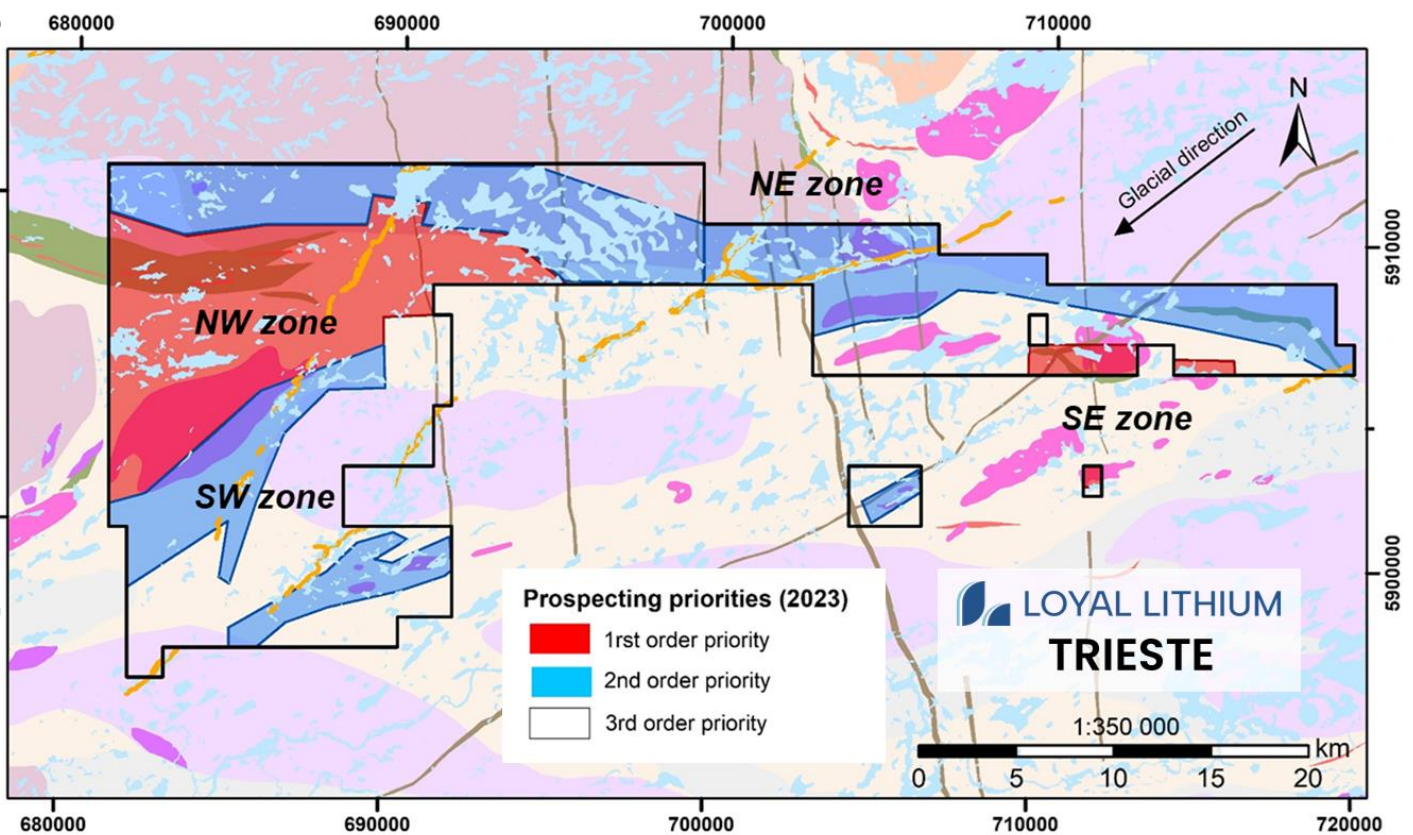 680000 690000 700000 710000
N
Glacial direction
NE zone
5910000
NW zone
SE zone
SW zone
5900000
Prospecting priorities (2023)
1rst order priority
2nd order priority
3rd order priority
LOYAL LITHIUM
TRIESTE
1:350 000
km
0 5 10 15 20
680000 690000 700000 710000 720000